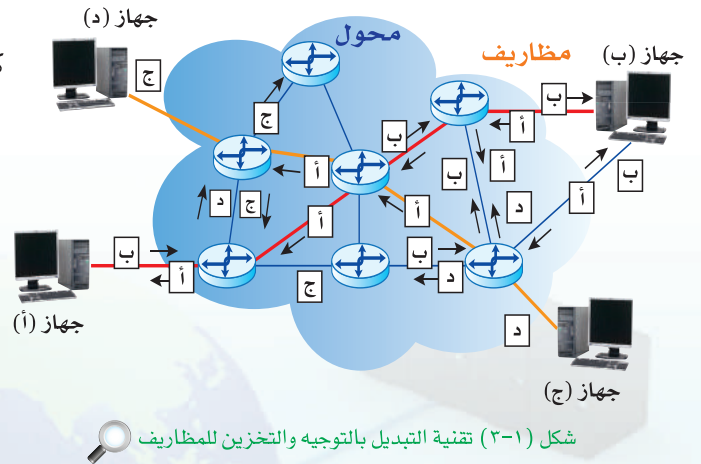 جهاز (د)
محول
مظاريف
جهاز (ب)
ج
ج
ب
ب
أ
أ
أ
ب
أ
د
ج
أ
أ
د
أ
ب
ب
أ
ب
د
ج
جهاز (أ)
د
جهاز (ج)
شكل (١-٣) تقنية التبديل بالتوجيه والتخزين للمظاريف